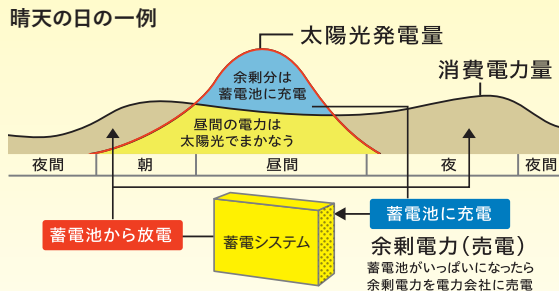 晴天の日の一例
太陽光発電量
消費電力量
余剰分は
蓄電池に充電
昼間の電力は
太陽光でまかなう
夜間 朝 昼間 夜 夜間
蓄電池から放電
蓄電システム
蓄電池に充電
余剰電力(売電)
蓄電池がいっぱいになったら
余剰電力を電力会社に売電